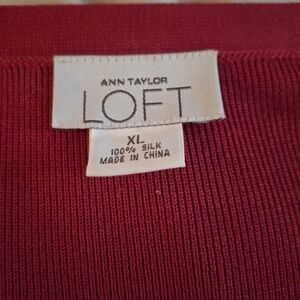 ANN TAYLOR
LOFT
XL
100% SILK
MADE IN CHINA